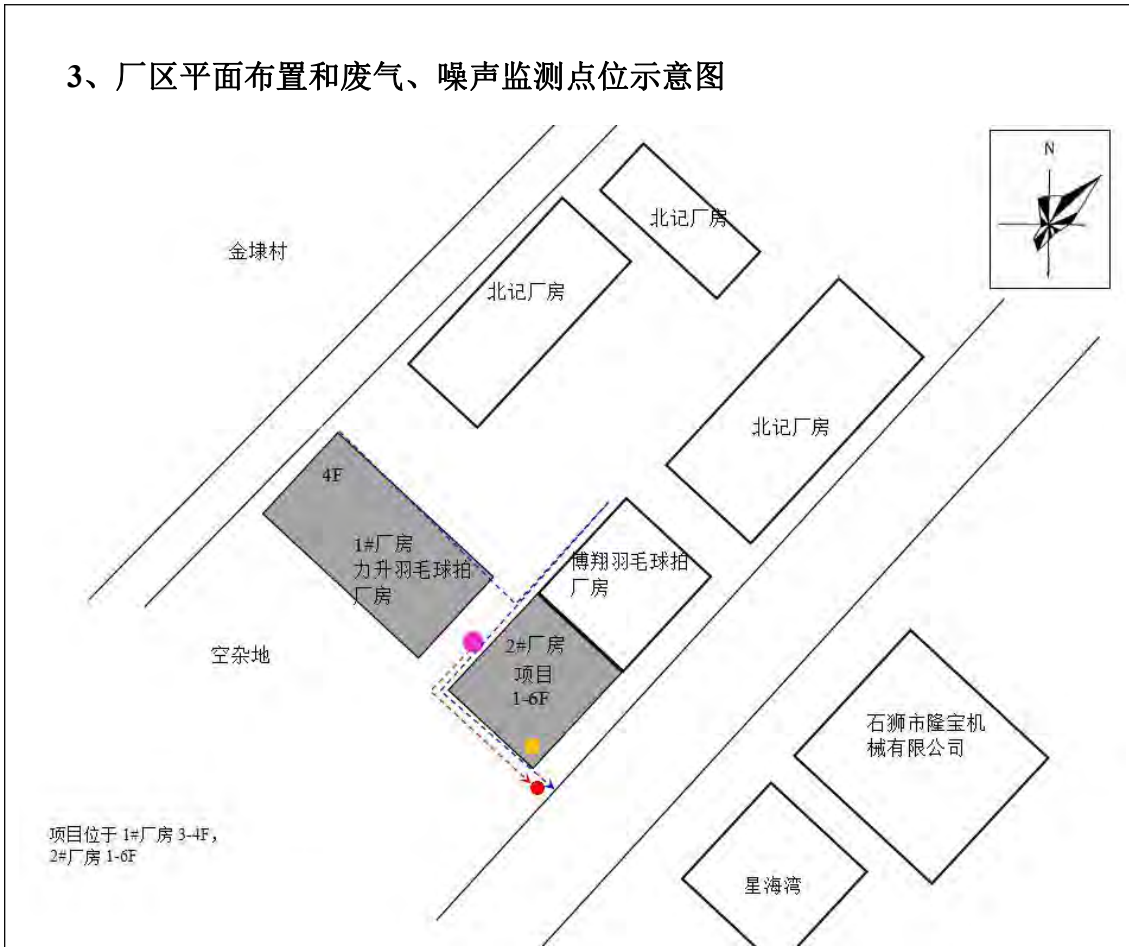 3、厂区平面布置和废气、噪声监测点位示意图
N
北记厂房
金埭村
北记厂房
北记厂房
4F
1#厂房
力升羽毛球拍
厂房
博翔羽毛球拍
厂房
2#厂房
项目
1-6F
空杂地
石狮市隆宝机
械有限公司
项目位于 1#厂房 3-4F，
2#厂房 1-6F
星海湾